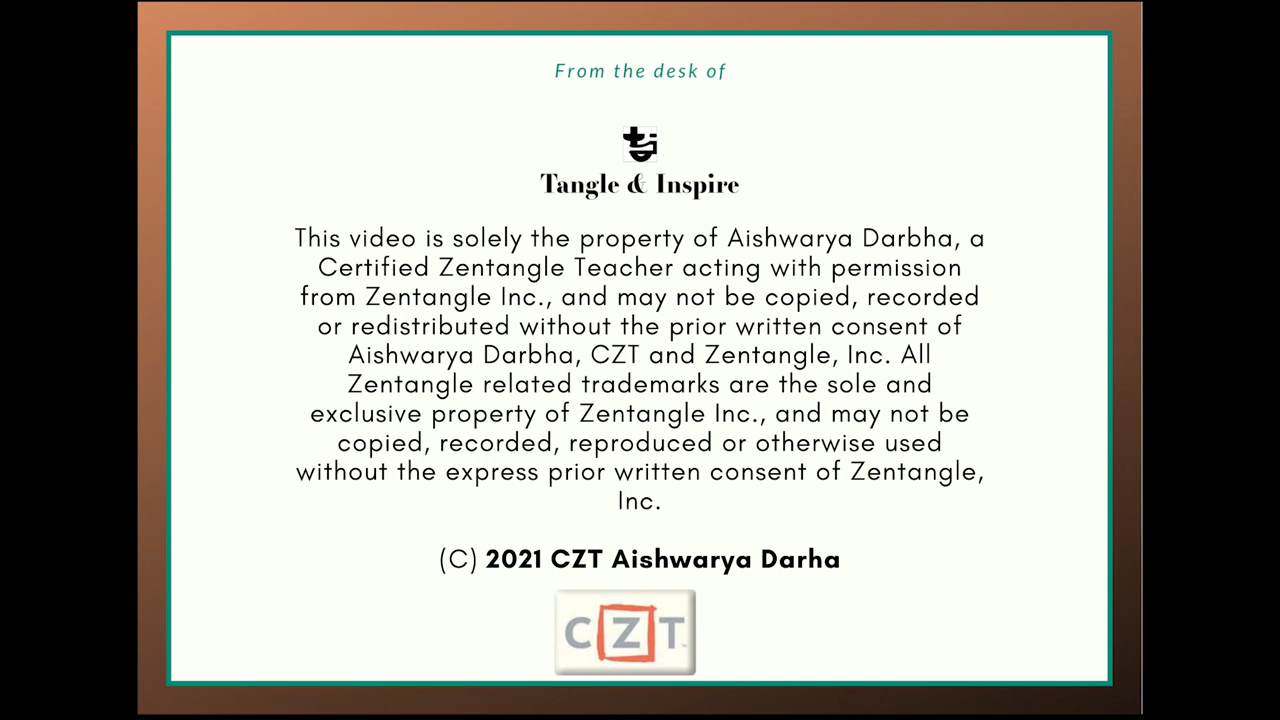 From the desk of
Tangle & Inspire
This video is solely the property of Aishwarya Darbha, a
Certified Zentangle Teacher acting with permission
from Zentangle Inc., and may not be copied, recorded
or redistributed without the prior written consent of
Aishwarya Darbha, CZT and Zentangle, Inc. All
Zentangle related trademarks are the sole and
exclusive property of Zentangle Inc., and may not be
copied, recorded, reproduced or otherwise used
without the express prior written consent of Zentangle,
Inc.
(C) 2021 CZT Aishwarya Darha
CZT